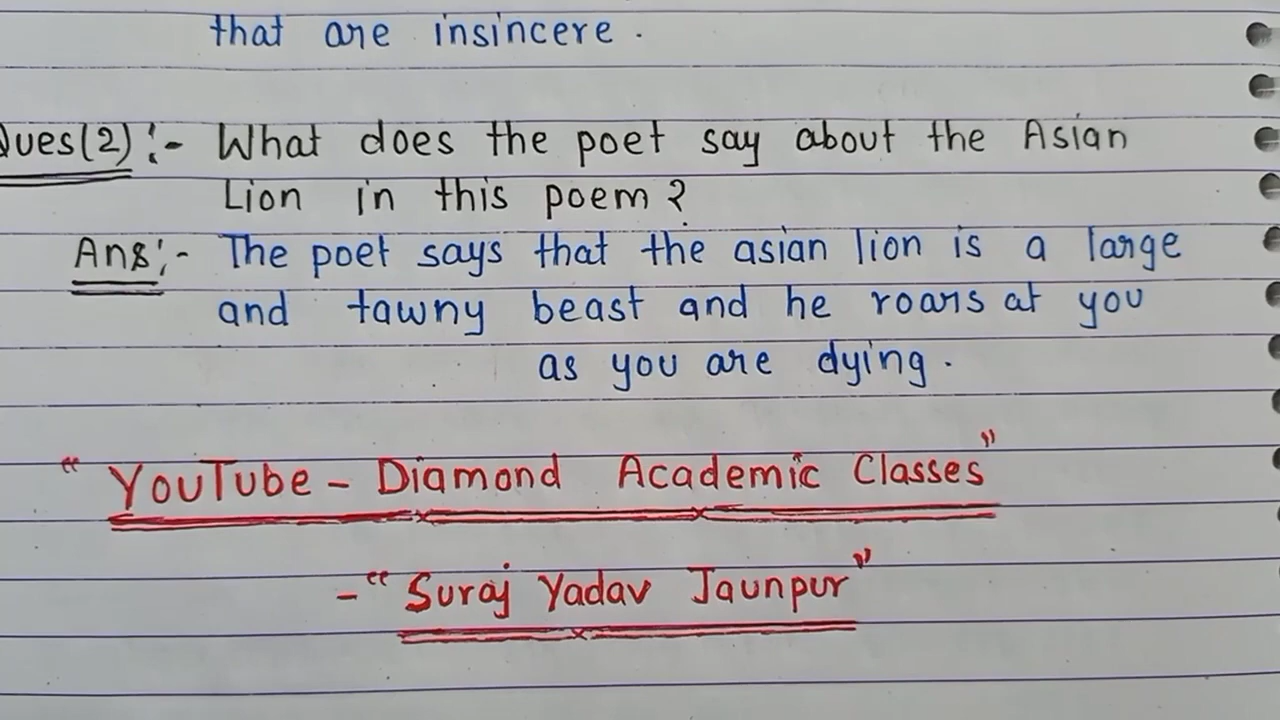 that are insincere.
Ques(2):- What does the poet say about the Asian
Lion in this poem?
Ans:- The poet says that the asian lion is a large
and tawny beast and he roars at you
as you are dying.
“YouTube - Diamond Academic Classes”
- “Suraj Yadav Jaunpur”